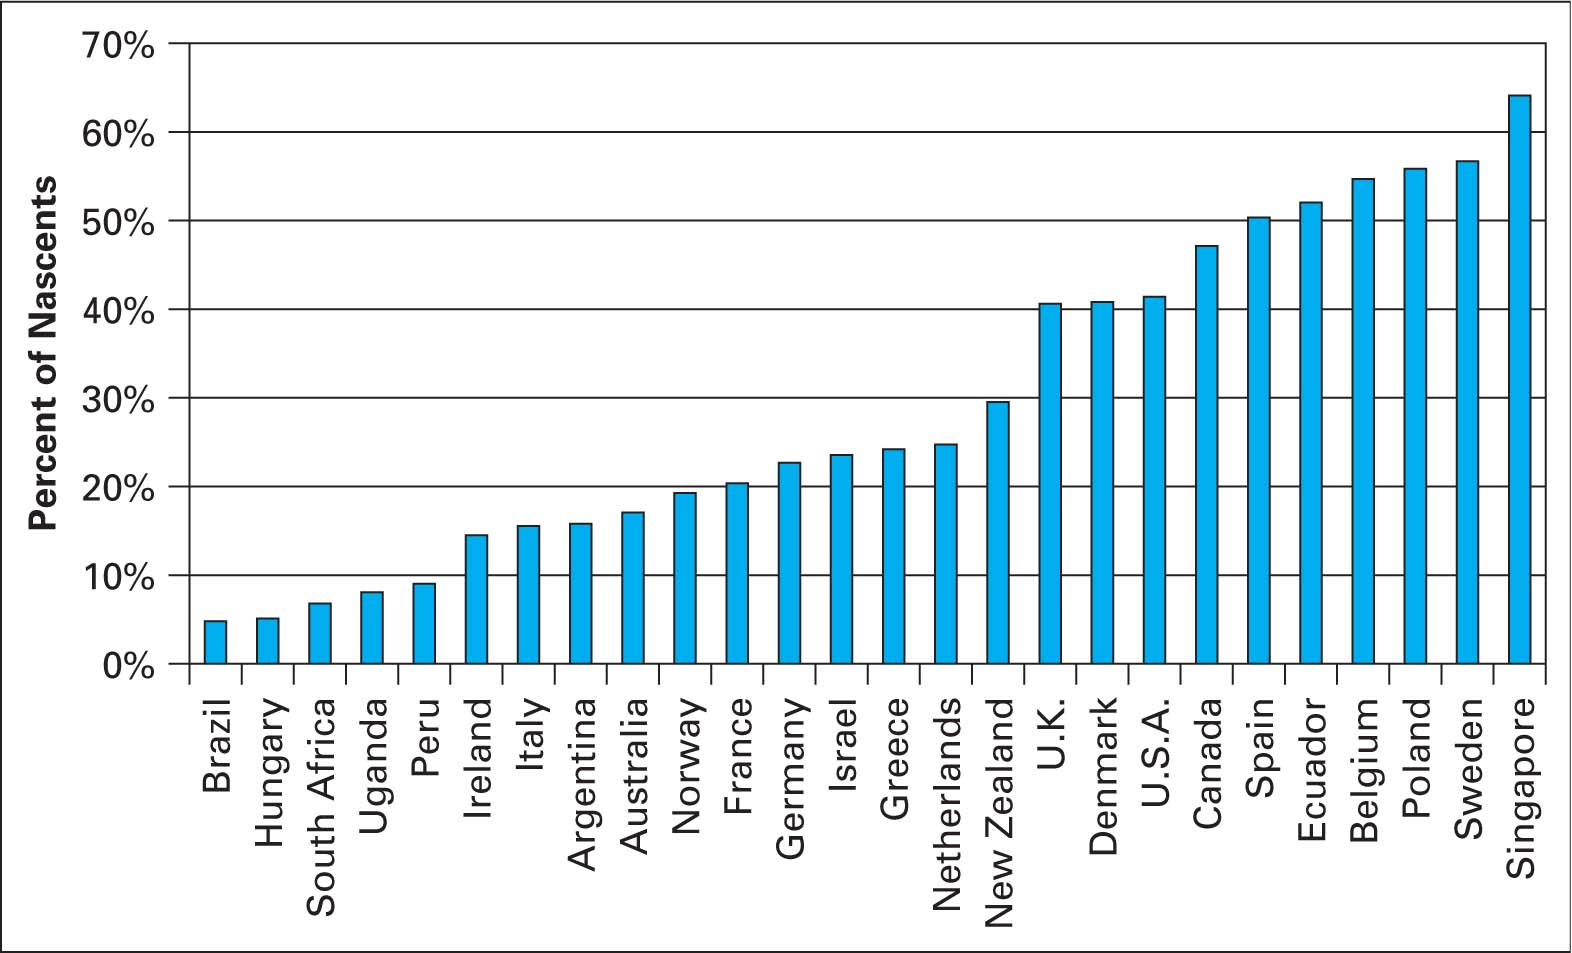 70%
60%
50%
40%
30%
20%
10%
0%
Percent of Nascents
Brazil
Hungary
South Africa
Uganda
Peru
Ireland
Italy
Argentina
Australia
Norway
France
Germany
Israel
Greece
Netherlands
New Zealand
U.K.
Denmark
U.S.A.
Canada
Spain
Ecuador
Belgium
Poland
Sweden
Singapore